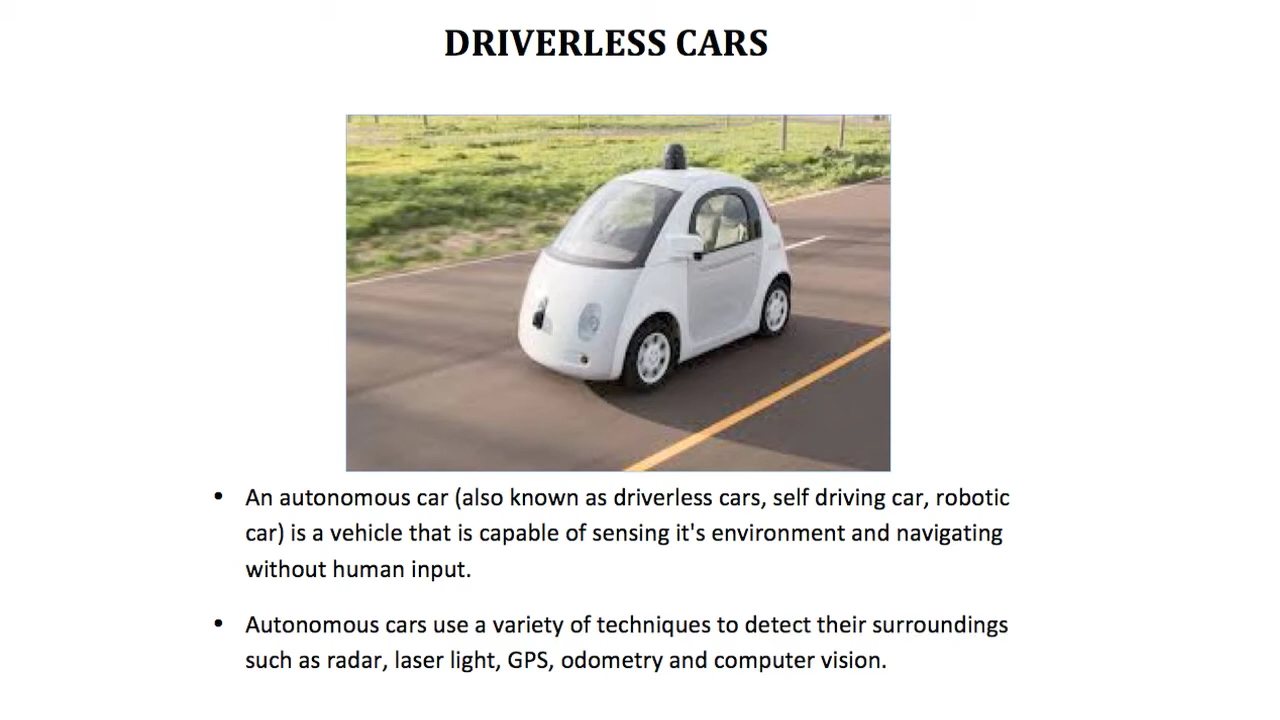 DRIVERLESS CARS
• An autonomous car (also known as driverless cars, self driving car, robotic
car) is a vehicle that is capable of sensing it's environment and navigating
without human input.
• Autonomous cars use a variety of techniques to detect their surroundings
such as radar, laser light, GPS, odometry and computer vision.